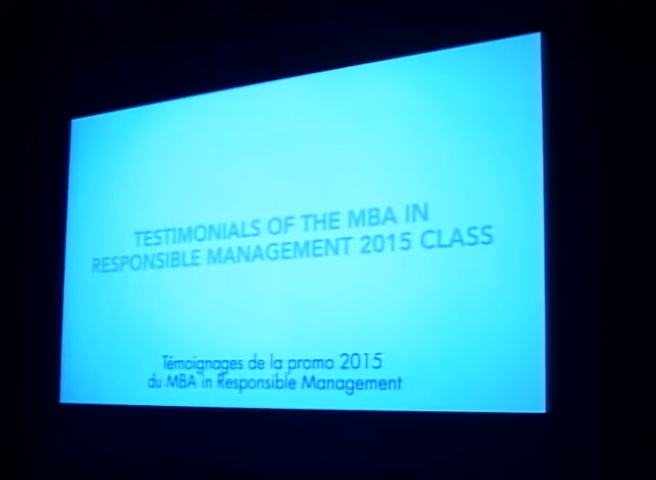 TESTIMONIALS OF THE MBA IN
RESPONSIBLE MANAGEMENT 2015 CLASS
Témoignages de la promo 2015
du MBA in Responsible Management